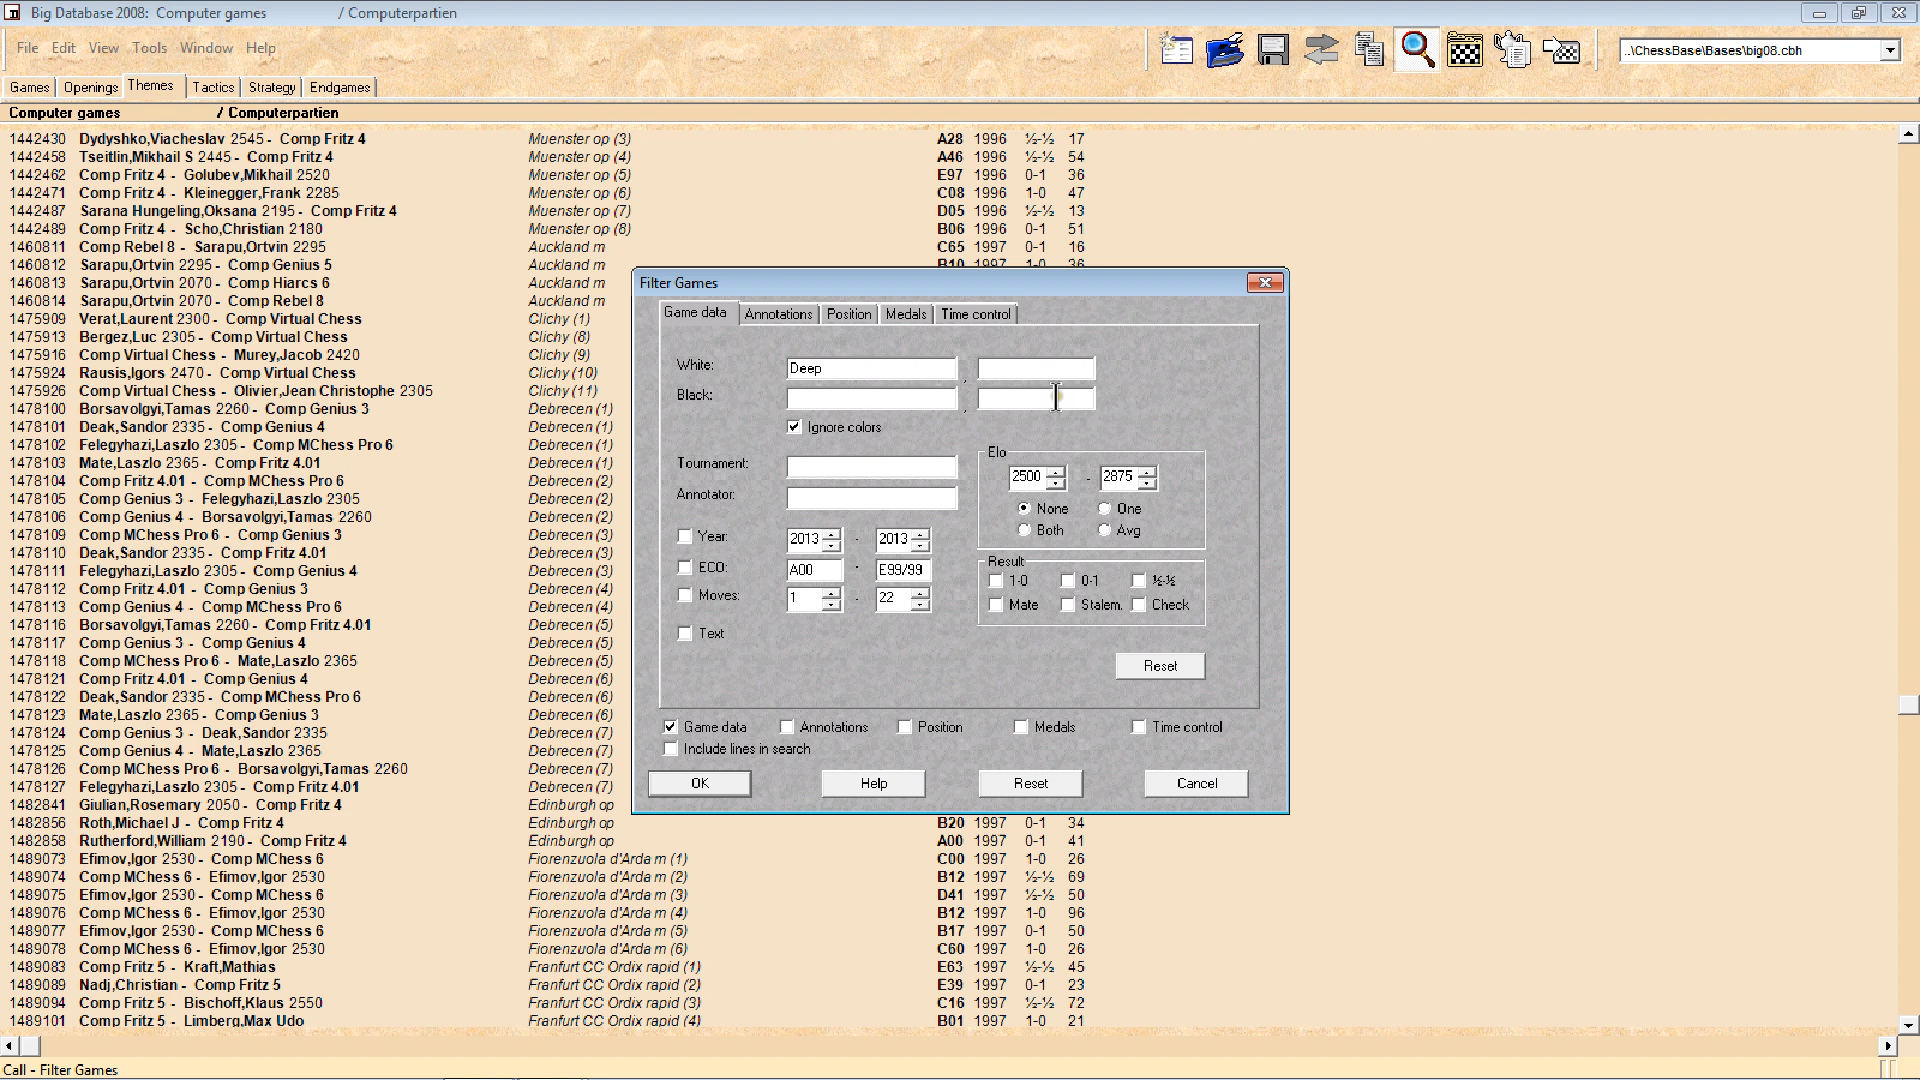 Big Database 2008: Computer games / Computerpartien
File Edit View Tools Window Help
..\ChessBase\Bases\big08.cbh
Games Openings Themes Tactics Strategy Endgames
Computer games / Computerpartien
1442430 Dydyshko,Viacheslav 2545 - Comp Fritz 4 Muenster op (3) A28 1996 ½-½ 17
1442458 Tseitlin,Mikhail S 2445 - Comp Fritz 4 Muenster op (4) A46 1996 ½-½ 54
1442462 Comp Fritz 4 - Golubev,Mikhail 2520 Muenster op (5) E97 1996 0-1 36
1442471 Comp Fritz 4 - Kleinegger,Frank 2285 Muenster op (6) C08 1996 1-0 47
1442487 Sarana Hungeling,Oksana 2195 - Comp Fritz 4 Muenster op (7) D05 1996 ½-½ 13
1442489 Comp Fritz 4 - Scho,Christian 2180 Muenster op (8) B06 1996 0-1 51
1460811 Comp Rebel 8 - Sarapu,Ortvin 2295 Auckland m C65 1997 0-1 16
1460812 Sarapu,Ortvin 2295 - Comp Genius 5 Auckland m B10 1997 1-0 36
1460813 Sarapu,Ortvin 2070 - Comp Hiarcs 6 Auckland m
1460814 Sarapu,Ortvin 2070 - Comp Rebel 8 Auckland m
1475909 Verat,Laurent 2300 - Comp Virtual Chess Clichy (1)
1475913 Bergez,Luc 2305 - Comp Virtual Chess Clichy (8)
1475916 Comp Virtual Chess - Murey,Jacob 2420 Clichy (9)
1475924 Rausis,Igors 2470 - Comp Virtual Chess Clichy (10)
1475926 Comp Virtual Chess - Olivier,Jean Christophe 2305 Clichy (11)
1478100 Borsavolgyi,Tamas 2260 - Comp Genius 3 Debrecen (1)
1478101 Deak,Sandor 2335 - Comp Genius 4 Debrecen (1)
1478102 Felegyhazi,Laszlo 2305 - Comp MChess Pro 6 Debrecen (1)
1478103 Mate,Laszlo 2365 - Comp Fritz 4.01 Debrecen (1)
1478104 Comp Fritz 4.01 - Comp MChess Pro 6 Debrecen (2)
1478105 Comp Genius 3 - Felegyhazi,Laszlo 2305 Debrecen (2)
1478106 Comp Genius 4 - Borsavolgyi,Tamas 2260 Debrecen (2)
1478109 Comp MChess Pro 6 - Comp Genius 3 Debrecen (3)
1478110 Deak,Sandor 2335 - Comp Fritz 4.01 Debrecen (3)
1478111 Felegyhazi,Laszlo 2305 - Comp Genius 4 Debrecen (3)
1478112 Comp Fritz 4.01 - Comp Genius 3 Debrecen (4)
1478113 Comp Genius 4 - Comp MChess Pro 6 Debrecen (4)
1478116 Borsavolgyi,Tamas 2260 - Comp Fritz 4.01 Debrecen (5)
1478117 Comp Genius 3 - Comp Genius 4 Debrecen (5)
1478118 Comp MChess Pro 6 - Mate,Laszlo 2365 Debrecen (5)
1478121 Comp Fritz 4.01 - Comp Genius 4 Debrecen (6)
1478122 Deak,Sandor 2335 - Comp MChess Pro 6 Debrecen (6)
1478123 Mate,Laszlo 2365 - Comp Genius 3 Debrecen (6)
1478124 Comp Genius 3 - Deak,Sandor 2335 Debrecen (7)
1478125 Comp Genius 4 - Mate,Laszlo 2365 Debrecen (7)
1478126 Comp MChess Pro 6 - Borsavolgyi,Tamas 2260 Debrecen (7)
1478127 Felegyhazi,Laszlo 2305 - Comp Fritz 4.01 Debrecen (7)
1482841 Giulian,Rosemary 2050 - Comp Fritz 4 Edinburgh op
1482856 Roth,Michael J - Comp Fritz 4 Edinburgh op B20 1997 0-1 34
1482858 Rutherford,William 2190 - Comp Fritz 4 Edinburgh op A00 1997 0-1 41
1489073 Efimov,Igor 2530 - Comp MChess 6 Fiorenzuola d'Arda m (1) C00 1997 1-0 26
1489074 Comp MChess 6 - Efimov,Igor 2530 Fiorenzuola d'Arda m (2) B12 1997 ½-½ 69
1489075 Efimov,Igor 2530 - Comp MChess 6 Fiorenzuola d'Arda m (3) D41 1997 ½-½ 50
1489076 Comp MChess 6 - Efimov,Igor 2530 Fiorenzuola d'Arda m (4) B12 1997 1-0 96
1489077 Efimov,Igor 2530 - Comp MChess 6 Fiorenzuola d'Arda m (5) B17 1997 0-1 50
1489078 Comp MChess 6 - Efimov,Igor 2530 Fiorenzuola d'Arda m (6) C60 1997 1-0 26
1489083 Comp Fritz 5 - Kraft,Mathias Franfurt CC Ordix rapid (1) E63 1997 ½-½ 45
1489089 Nadj,Christian - Comp Fritz 5 Franfurt CC Ordix rapid (2) E39 1997 0-1 23
1489094 Comp Fritz 5 - Bischoff,Klaus 2550 Franfurt CC Ordix rapid (3) C16 1997 ½-½ 72
1489101 Comp Fritz 5 - Limberg,Max Udo Franfurt CC Ordix rapid (4) B01 1997 1-0 21
Filter Games
Game data Annotations Position Medals Time control
White: Deep ,
Black: ,
Ignore colors
Tournament:
Annotator:
Elo
2500 - 2875
None One
Both Avg
Year: 2013 - 2013
ECO: A00 - E99/99
Moves: 1 - 22
Text
Result
1-0 0-1 ½-½
Mate Stalem. Check
Reset
Game data Annotations Position Medals Time control
Include lines in search
OK Help Reset Cancel
Call - Filter Games